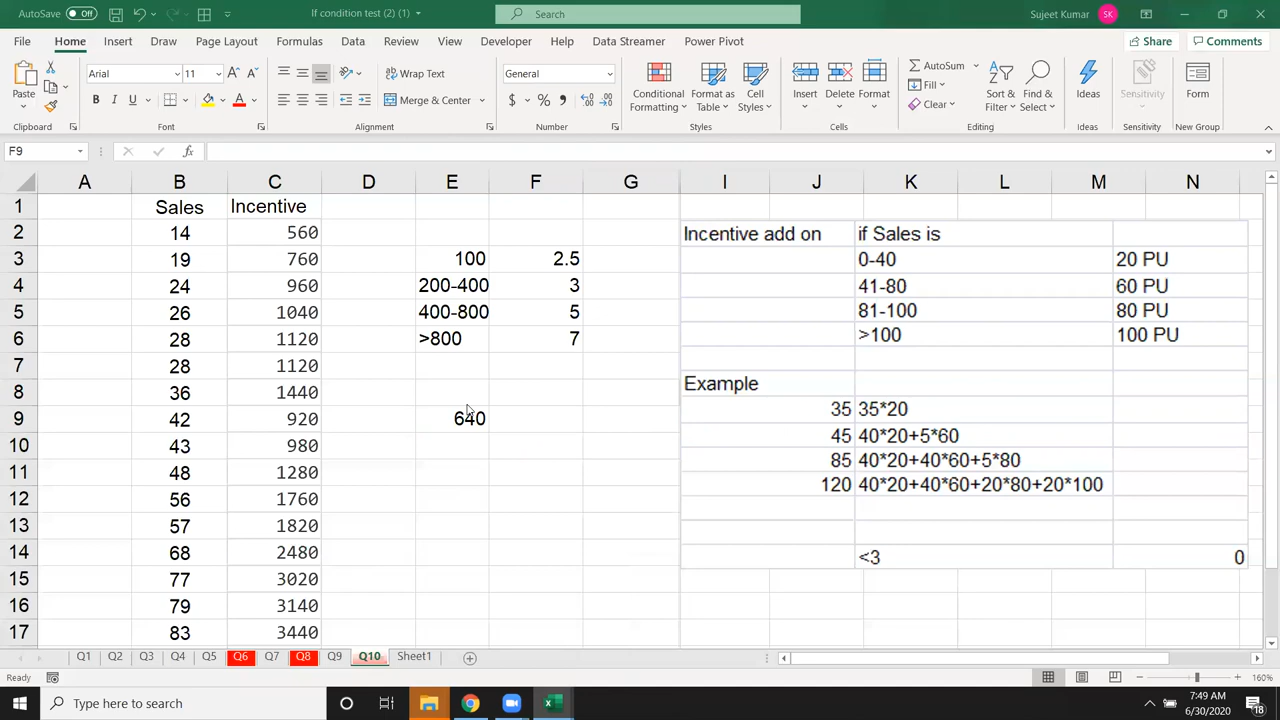 AutoSave Off If condition test (2) (1) Search Sujeet Kumar SK
File Home Insert Draw Page Layout Formulas Data Review View Developer Help Data Streamer Power Pivot Share Comments
Paste Arial 11 Wrap Text General Conditional Formatting Format as Table Cell Styles Insert Delete Format AutoSum Fill Clear Sort & Filter Find & Select Ideas Sensitivity Form
B I U A Merge & Center $ % ,
Clipboard Font Alignment Number Styles Cells Editing Ideas Sensitivity New Group
F9 fx
A B C D E F G I J K L M N
1 Sales Incentive
2 14 560 Incentive add on if Sales is
3 19 760 100 2.5 0-40 20 PU
4 24 960 200-400 3 41-80 60 PU
5 26 1040 400-800 5 81-100 80 PU
6 28 1120 >800 7 >100 100 PU
7 28 1120
8 36 1440 Example
9 42 920 640 35 35*20
10 43 980 45 40*20+5*60
11 48 1280 85 40*20+40*60+5*80
12 56 1760 120 40*20+40*60+20*80+20*100
13 57 1820
14 68 2480 <3 0
15 77 3020
16 79 3140
17 83 3440
Q1 Q2 Q3 Q4 Q5 Q6 Q7 Q8 Q9 Q10 Sheet1
Ready 160%
Type here to search 7:49 AM
6/30/2020 18